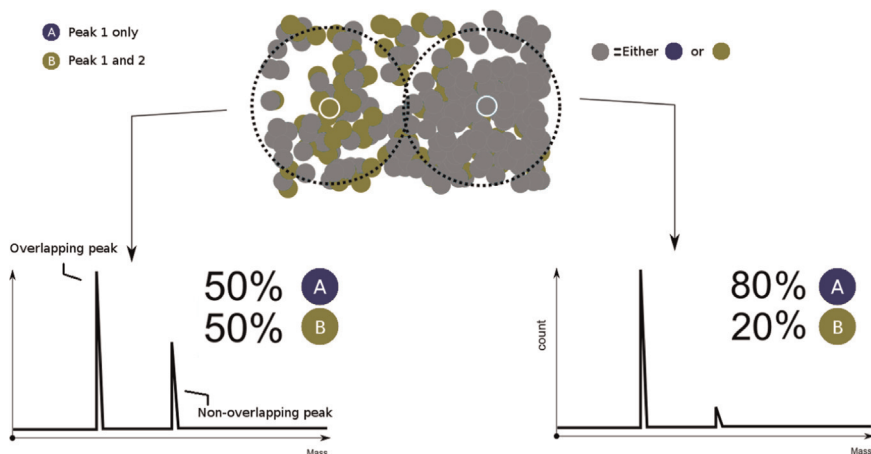 A Peak 1 only
B Peak 1 and 2
=Either or
Overlapping peak
50% A
50% B
Non-overlapping peak
Mass
80% A
20% B
count
Mass